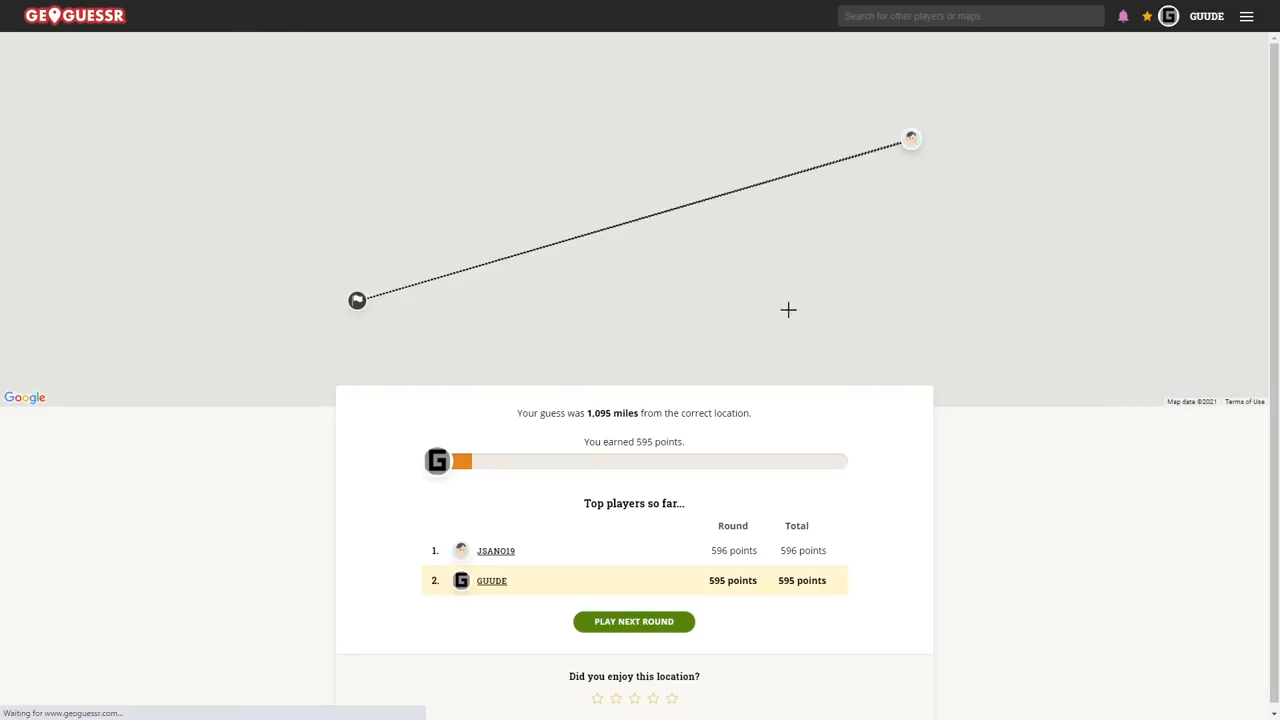 GEOGUESSR
Search for other players or maps
GUUDE
Google
Map data ©2021
Terms of Use
Your guess was 1,095 miles from the correct location.
You earned 595 points.
Top players so far...
Round Total
1. JSANO19 596 points 596 points
2. GUUDE 595 points 595 points
PLAY NEXT ROUND
Did you enjoy this location?
Waiting for www.geoguessr.com...